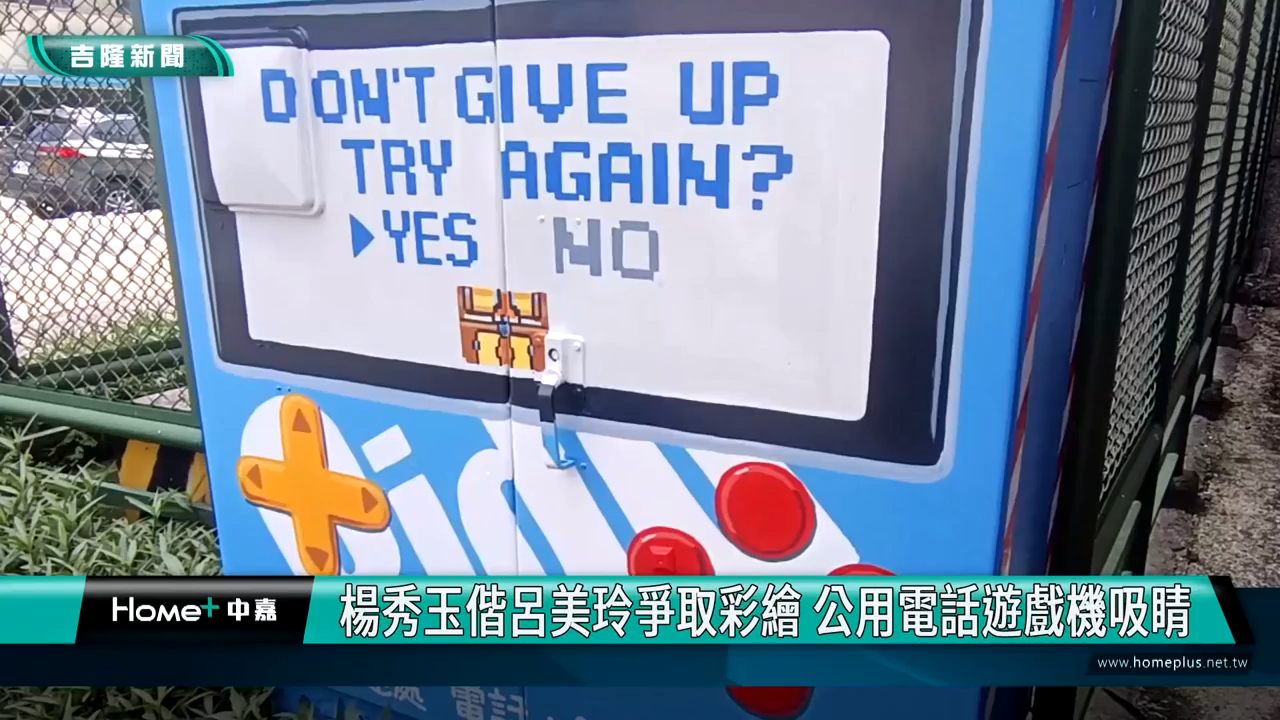 吉隆新聞
DON'T GIVE UP
TRY AGAIN?
▶YES NO
Home+ 中嘉
楊秀玉偕呂美玲爭取彩繪 公用電話遊戲機吸睛
www.homeplus.net.tw